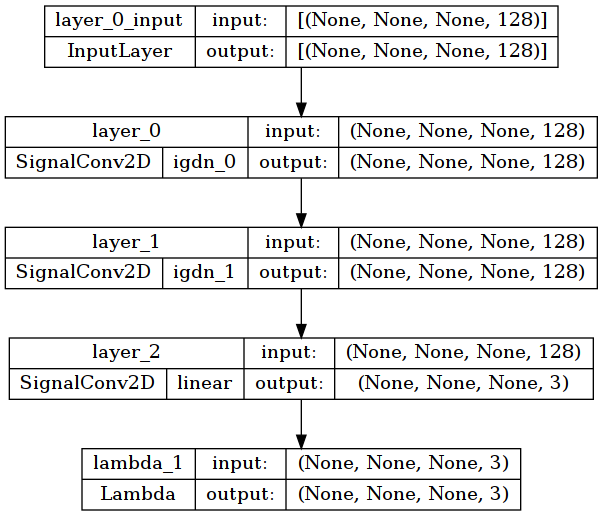 layer_0_input input: [(None, None, None, 128)]
InputLayer output: [(None, None, None, 128)]
layer_0 input: (None, None, None, 128)
SignalConv2D igdn_0 output: (None, None, None, 128)
layer_1 input: (None, None, None, 128)
SignalConv2D igdn_1 output: (None, None, None, 128)
layer_2 input: (None, None, None, 128)
SignalConv2D linear output: (None, None, None, 3)
lambda_1 input: (None, None, None, 3)
Lambda output: (None, None, None, 3)